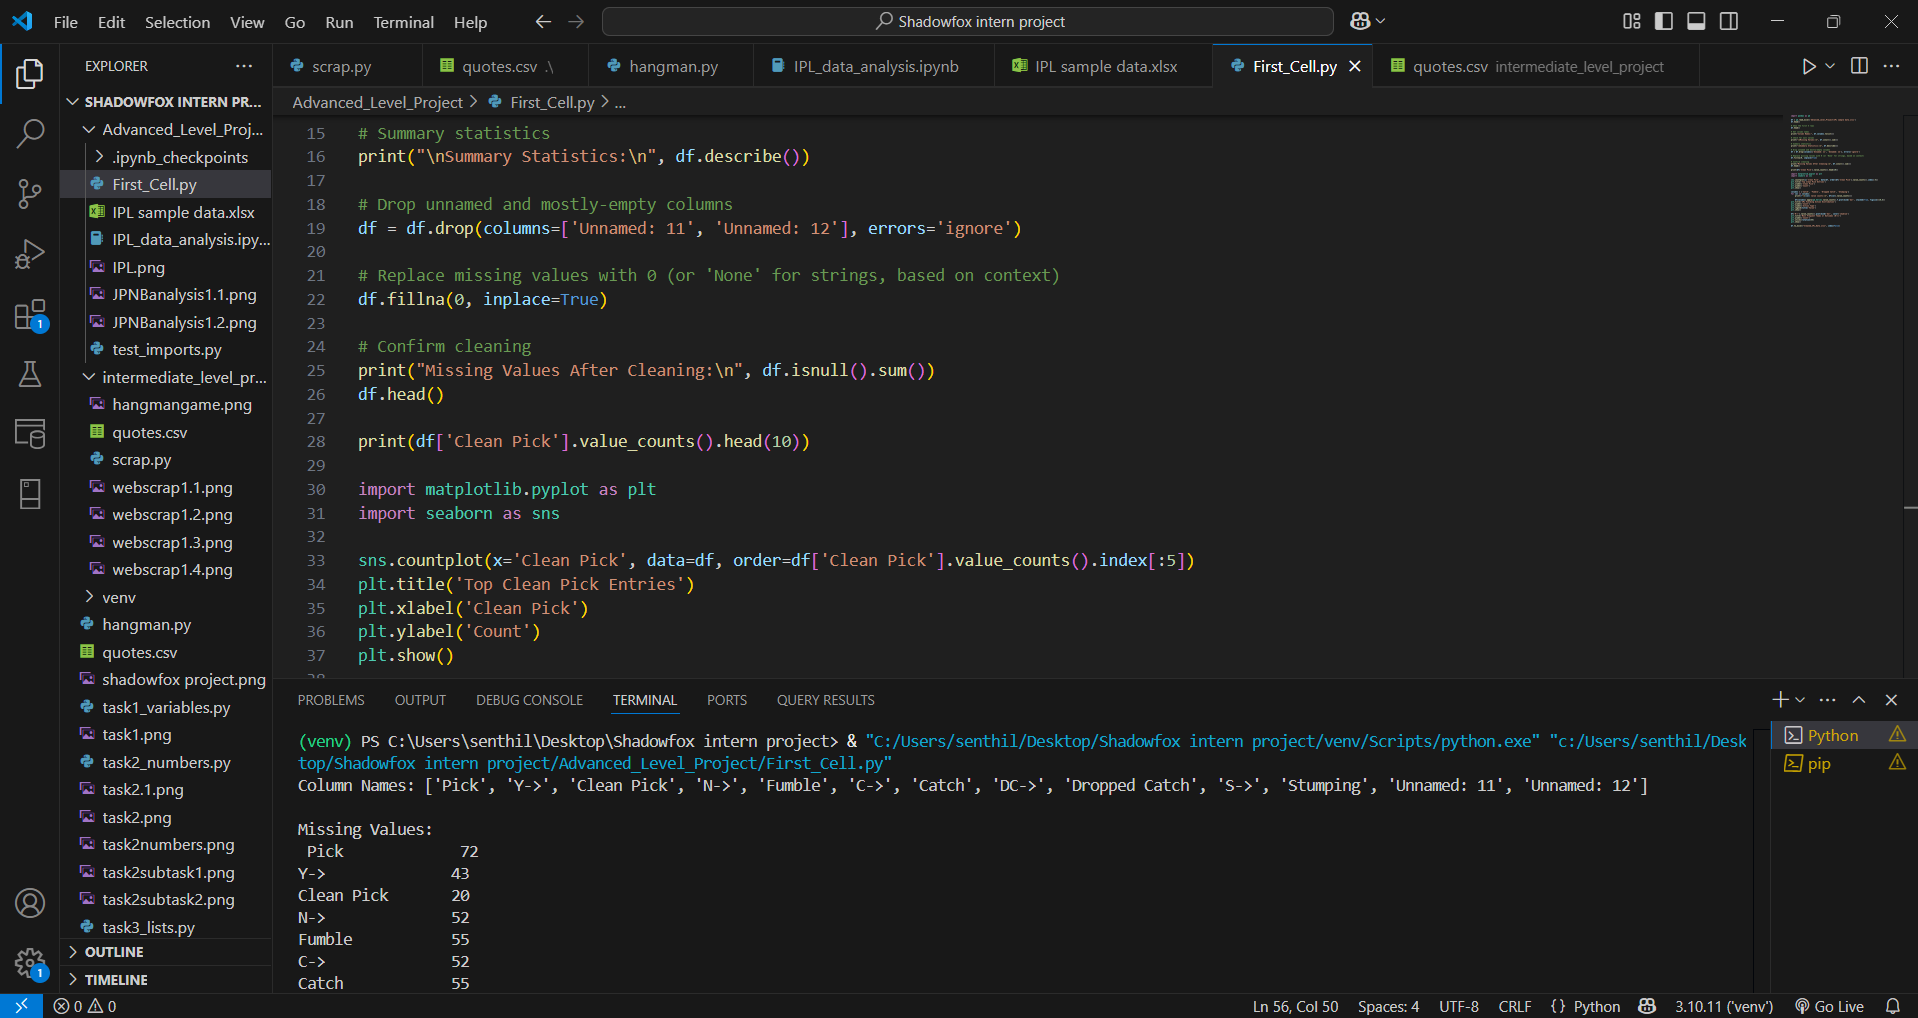 File Edit Selection View Go Run Terminal Help
Shadowfox intern project
EXPLORER
SHADOWFOX INTERN PR...
Advanced_Level_Proj...
.ipynb_checkpoints
First_Cell.py
IPL sample data.xlsx
IPL_data_analysis.ipy...
IPL.png
JPNBanalysis1.1.png
JPNBanalysis1.2.png
test_imports.py
intermediate_level_pr...
hangmangame.png
quotes.csv
scrap.py
webscrap1.1.png
webscrap1.2.png
webscrap1.3.png
webscrap1.4.png
venv
hangman.py
quotes.csv
shadowfox project.png
task1_variables.py
task1.png
task2_numbers.py
task2.1.png
task2.png
task2numbers.png
task2subtask1.png
task2subtask2.png
task3_lists.py
OUTLINE
TIMELINE
1
1
scrap.py quotes.csv .\ hangman.py IPL_data_analysis.ipynb IPL sample data.xlsx First_Cell.py quotes.csv intermediate_level_project
Advanced_Level_Project > First_Cell.py > ...
15 # Summary statistics
16 print("\nSummary Statistics:\n", df.describe())
17
18 # Drop unnamed and mostly-empty columns
19 df = df.drop(columns=['Unnamed: 11', 'Unnamed: 12'], errors='ignore')
20
21 # Replace missing values with 0 (or 'None' for strings, based on context)
22 df.fillna(0, inplace=True)
23
24 # Confirm cleaning
25 print("Missing Values After Cleaning:\n", df.isnull().sum())
26 df.head()
27
28 print(df['Clean Pick'].value_counts().head(10))
29
30 import matplotlib.pyplot as plt
31 import seaborn as sns
32
33 sns.countplot(x='Clean Pick', data=df, order=df['Clean Pick'].value_counts().index[:5])
34 plt.title('Top Clean Pick Entries')
35 plt.xlabel('Clean Pick')
36 plt.ylabel('Count')
37 plt.show()
PROBLEMS OUTPUT DEBUG CONSOLE TERMINAL PORTS QUERY RESULTS
(venv) PS C:\Users\senthil\Desktop\Shadowfox intern project> & "C:/Users/senthil/Desktop/Shadowfox intern project/venv/Scripts/python.exe" "c:/Users/senthil/Desk
top/Shadowfox intern project/Advanced_Level_Project/First_Cell.py"
Column Names: ['Pick', 'Y->', 'Clean Pick', 'N->', 'Fumble', 'C->', 'Catch', 'DC->', 'Dropped Catch', 'S->', 'Stumping', 'Unnamed: 11', 'Unnamed: 12']
Missing Values:
Pick 72
Y-> 43
Clean Pick 20
N-> 52
Fumble 55
C-> 52
Catch 55
Python
pip
0 0 Ln 56, Col 50 Spaces: 4 UTF-8 CRLF { } Python 3.10.11 ('venv') Go Live